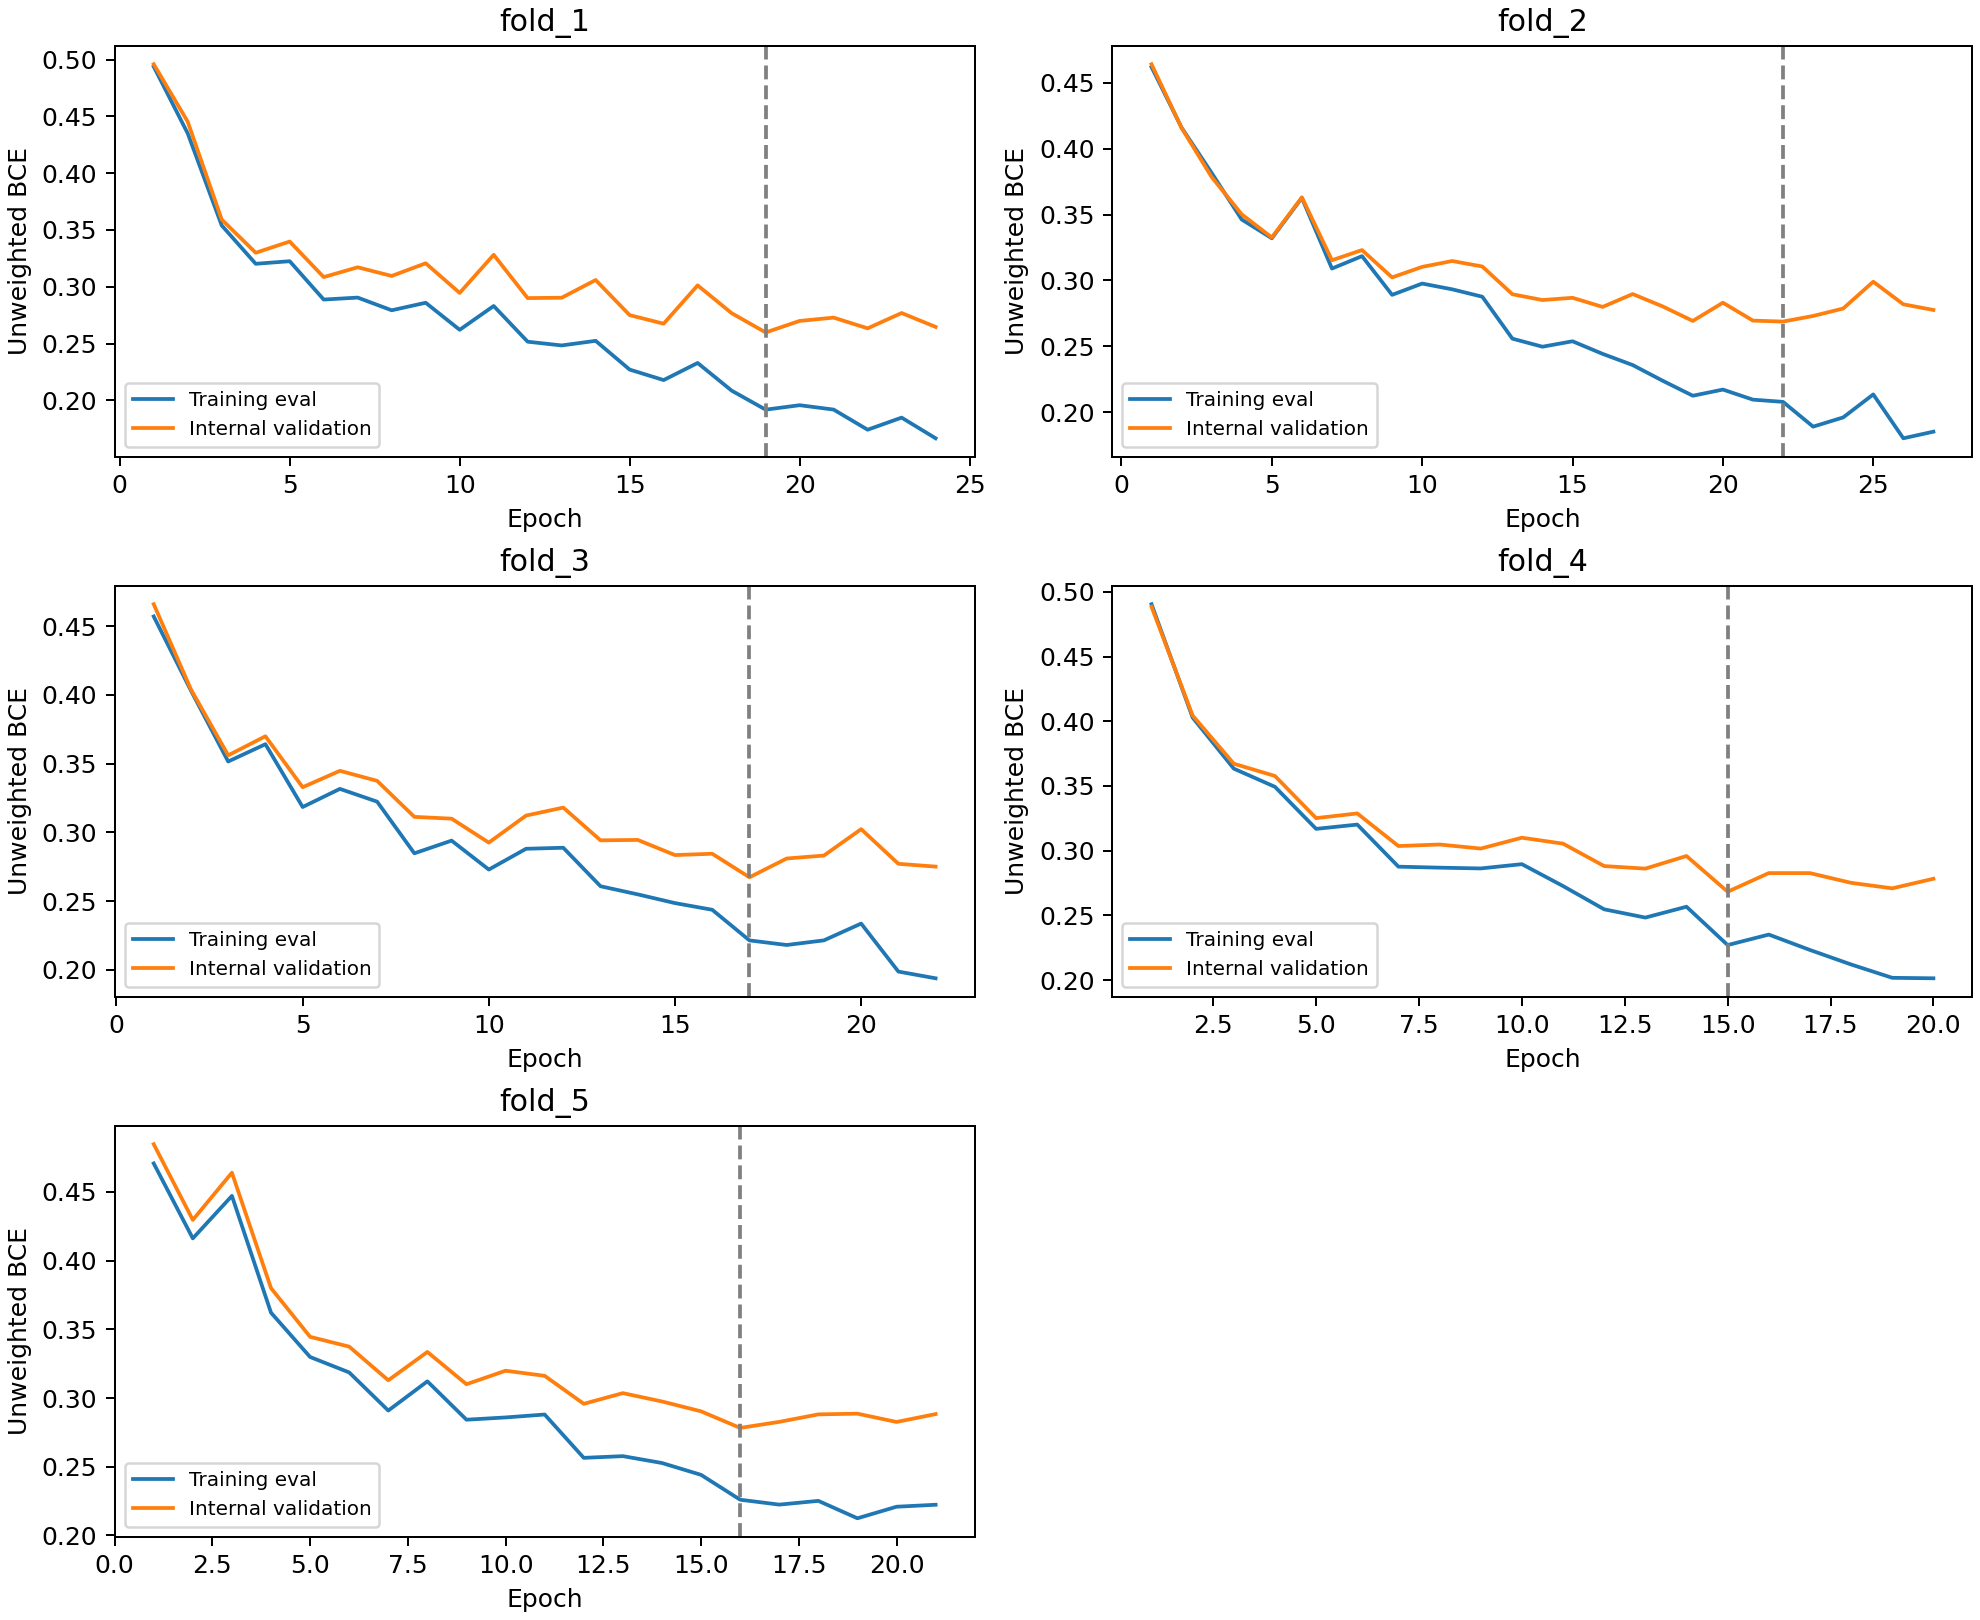 fold_1
Unweighted BCE
0.50
0.45
0.40
0.35
0.30
0.25
0.20
Training eval
Internal validation
0 5 10 15 20 25
Epoch
fold_2
Unweighted BCE
0.45
0.40
0.35
0.30
0.25
0.20
Training eval
Internal validation
0 5 10 15 20 25
Epoch
fold_3
Unweighted BCE
0.45
0.40
0.35
0.30
0.25
0.20
Training eval
Internal validation
0 5 10 15 20
Epoch
fold_4
Unweighted BCE
0.50
0.45
0.40
0.35
0.30
0.25
0.20
Training eval
Internal validation
2.5 5.0 7.5 10.0 12.5 15.0 17.5 20.0
Epoch
fold_5
Unweighted BCE
0.45
0.40
0.35
0.30
0.25
0.20
Training eval
Internal validation
0.0 2.5 5.0 7.5 10.0 12.5 15.0 17.5 20.0
Epoch